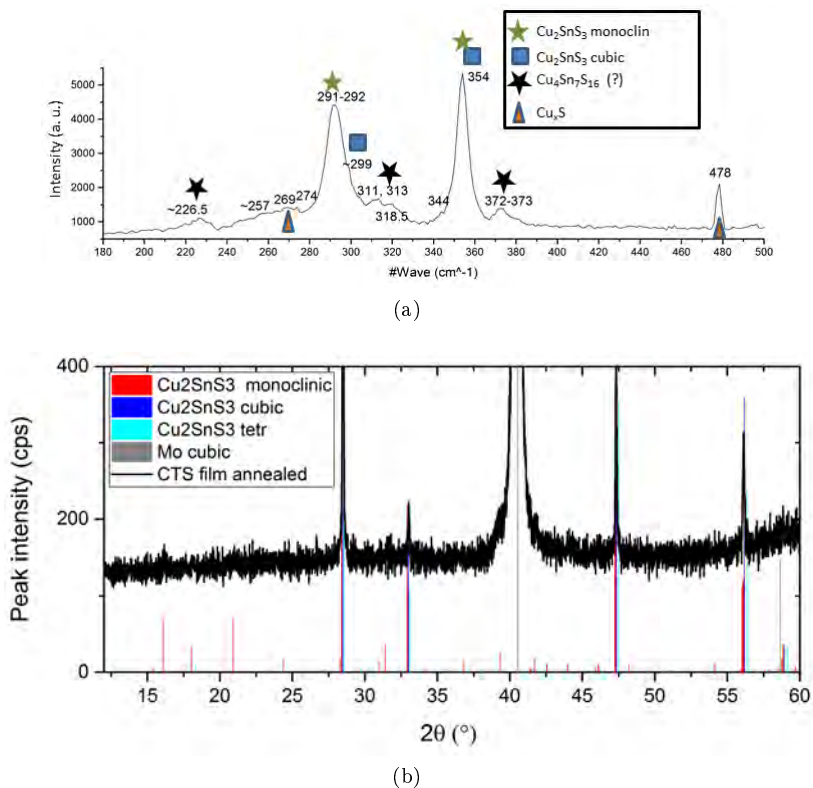 Cu2SnS3 monoclin
Cu2SnS3 cubic
Cu4Sn7S16 (?)
CuxS
Intensity (a. u.)
5000
4000
3000
2000
1000
~226.5
~257
269
274
291-292
~299
311, 313
318.5
344
354
372-373
478
180 200 220 240 260 280 300 320 340 360 380 400 420 440 460 480 500
#Wave (cm^-1)
(a)
Peak intensity (cps)
400
200
0
Cu2SnS3 monoclinic
Cu2SnS3 cubic
Cu2SnS3 tetr
Mo cubic
CTS film annealed
15 20 25 30 35 40 45 50 55 60
2θ (°)
(b)